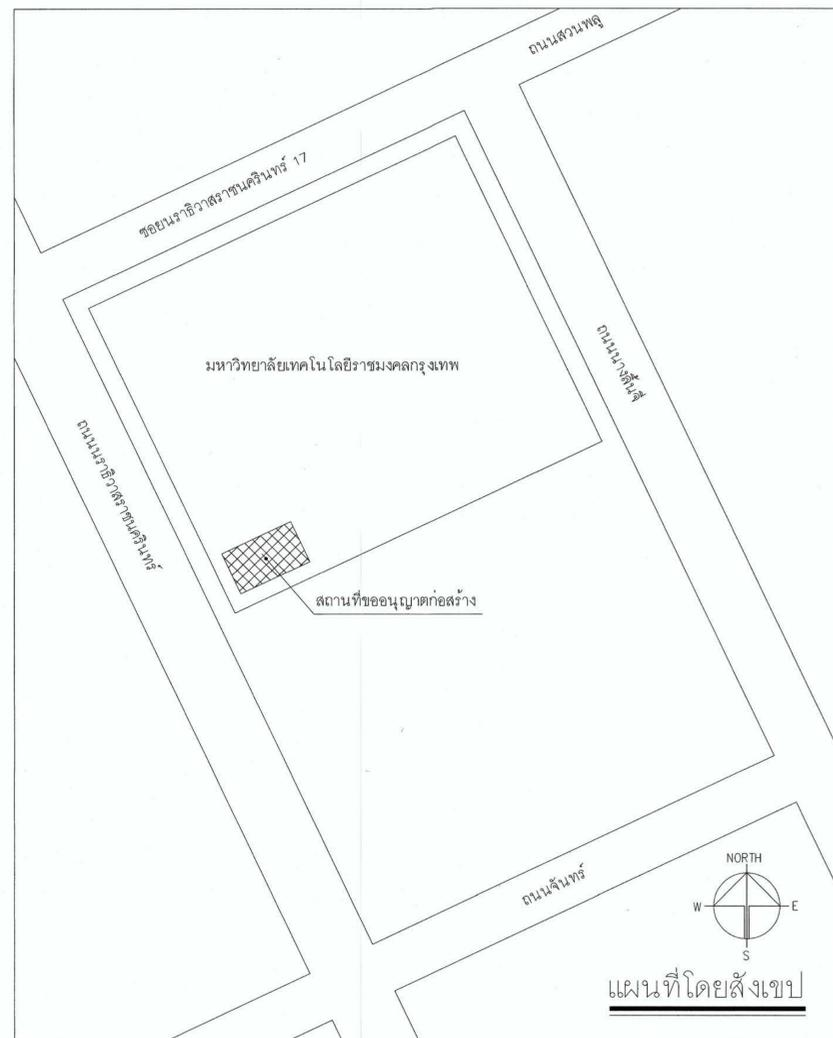 ถนนสวนพลู
ซอยนราธิวาสราชนครินทร์ 17
มหาวิทยาลัยเทคโนโลยีราชมงคลกรุงเทพ
ถนนนางลิ้นจี่
ถนนนราธิวาสราชนครินทร์
สถานที่ขออนุญาตก่อสร้าง
ถนนจันทร์
NORTH
W
E
S
แผนที่โดยสังเขป